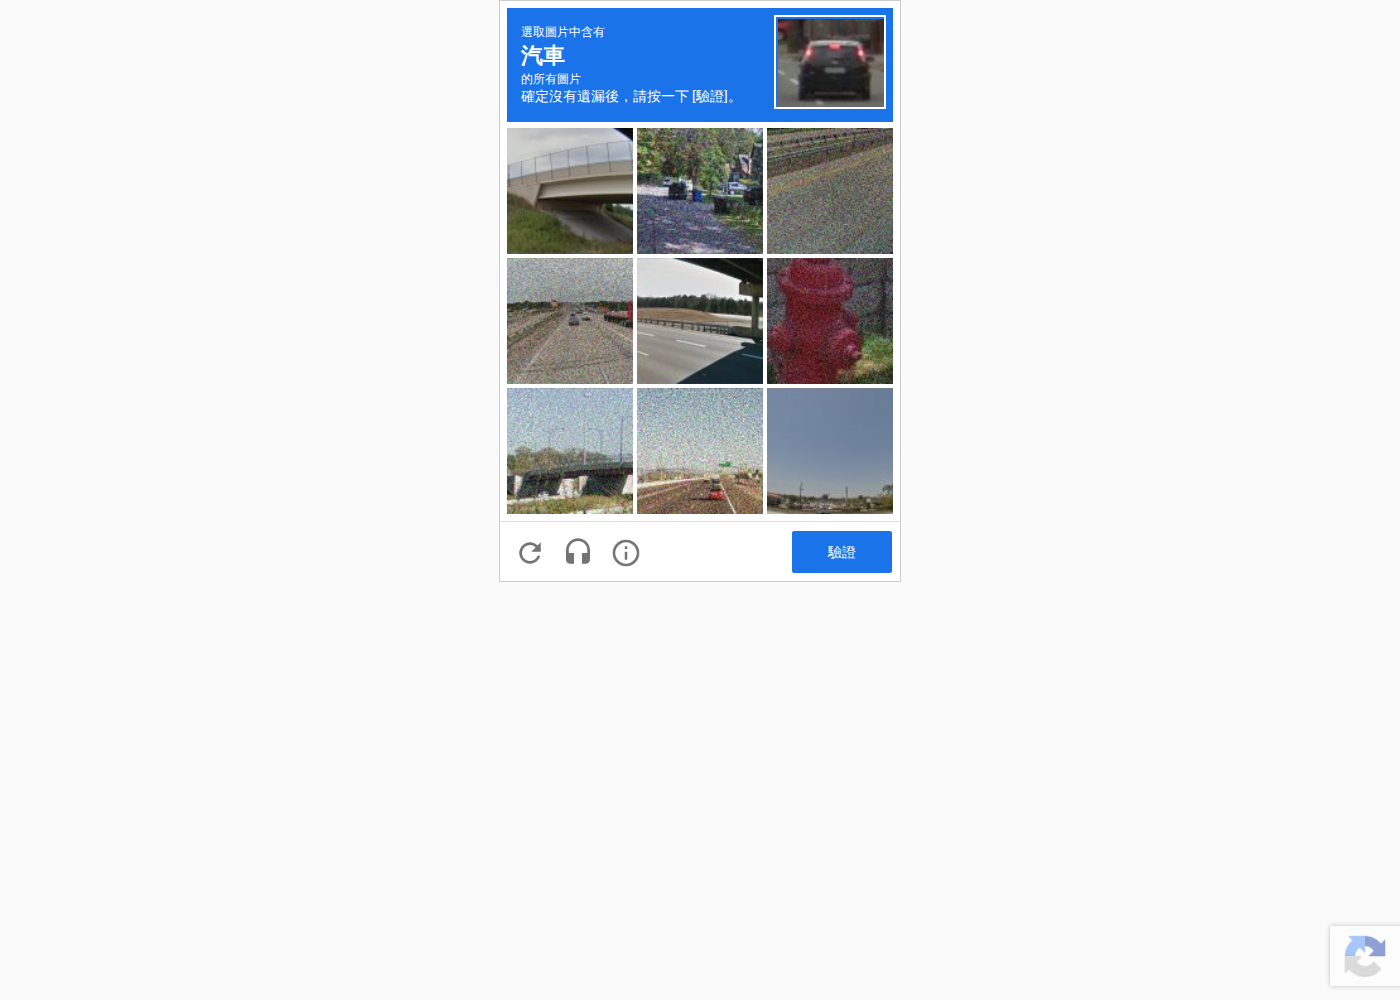 選取圖片中含有
汽車
的所有圖片
確定沒有遺漏後，請按一下 [驗證]。
驗證